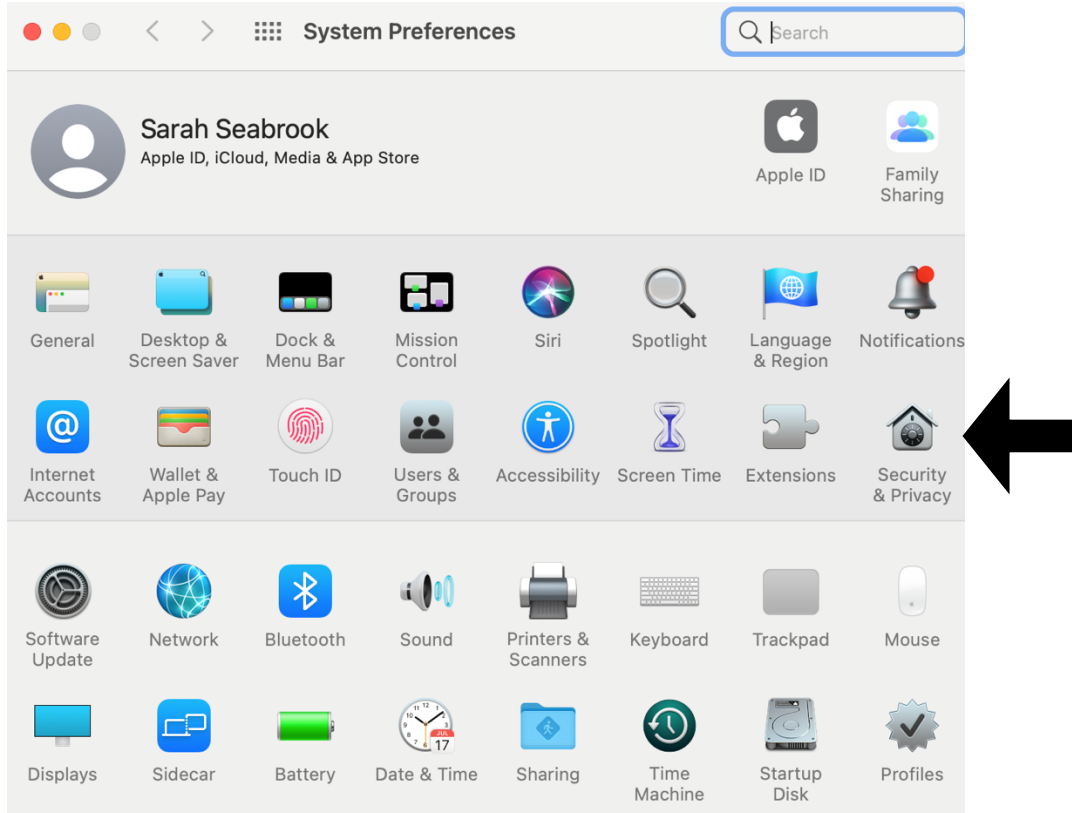 System Preferences
Search
Sarah Seabrook
Apple ID, iCloud, Media & App Store
Apple ID
Family
Sharing
General
Desktop &
Screen Saver
Dock &
Menu Bar
Mission
Control
Siri
Spotlight
Language
& Region
Notifications
@
Internet
Accounts
Wallet &
Apple Pay
Touch ID
Users &
Groups
Accessibility
Screen Time
Extensions
Security
& Privacy
Software
Update
Network
Bluetooth
Sound
Printers &
Scanners
Keyboard
Trackpad
Mouse
Displays
Sidecar
Battery
JUL
17
Date & Time
Sharing
Time
Machine
Startup
Disk
Profiles